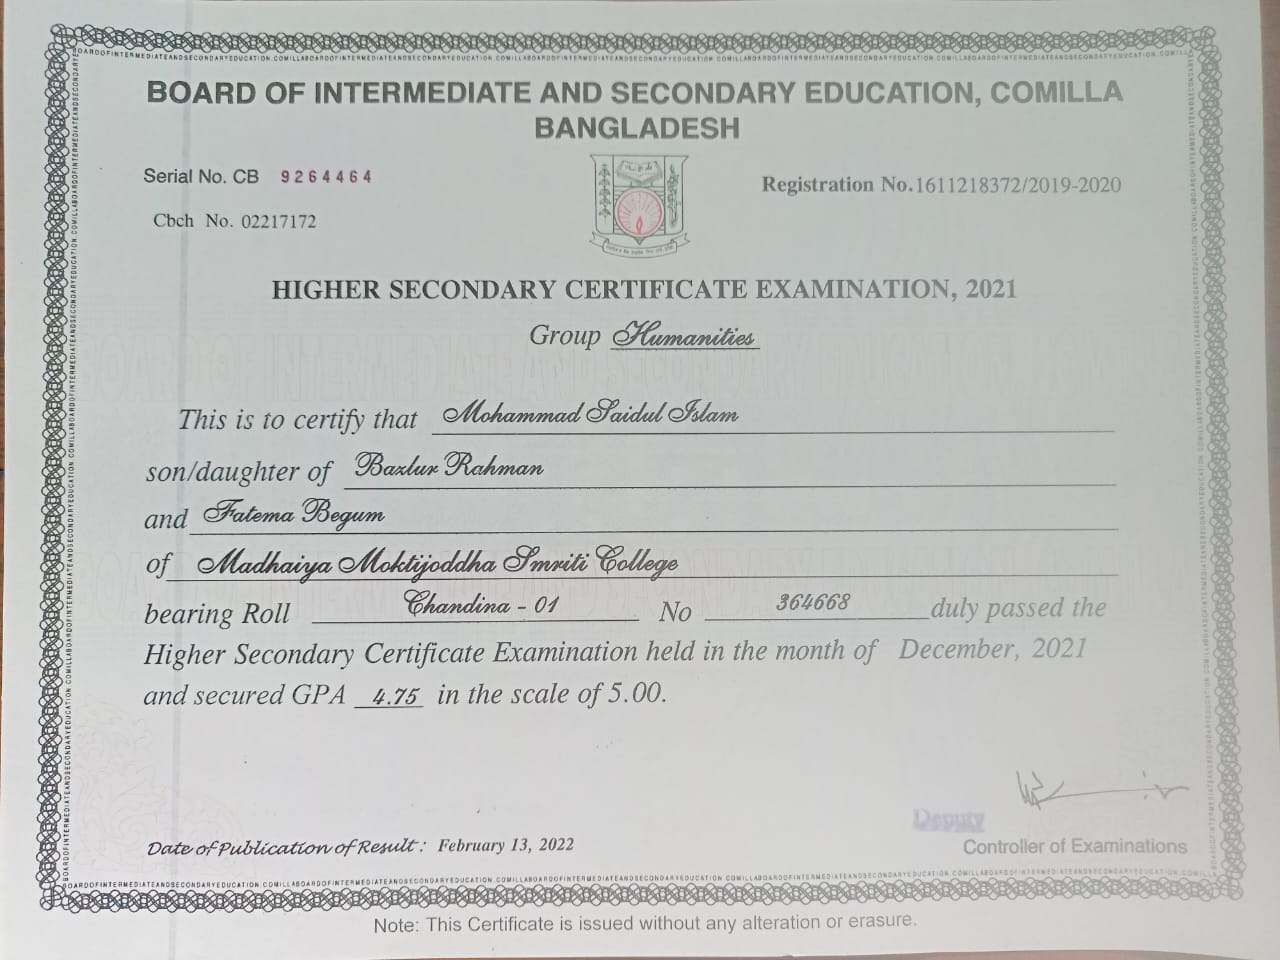 BOARD OF INTERMEDIATE AND SECONDARY EDUCATION, COMILLA
BANGLADESH
Serial No. CB 9264464
Registration No.1611218372/2019-2020
Cbch No. 02217172
HIGHER SECONDARY CERTIFICATE EXAMINATION, 2021
Group Humanities
This is to certify that Mohammad Saidul Islam
son/daughter of Bazlur Rahman
and Fatema Begum
of Madhaiya Moktijoddha Smriti College
bearing Roll Chandina - 01 No 364668 duly passed the
Higher Secondary Certificate Examination held in the month of December, 2021
and secured GPA 4.75 in the scale of 5.00.
Deputy
Date of Publication of Result : February 13, 2022
Controller of Examinations
Note: This Certificate is issued without any alteration or erasure.